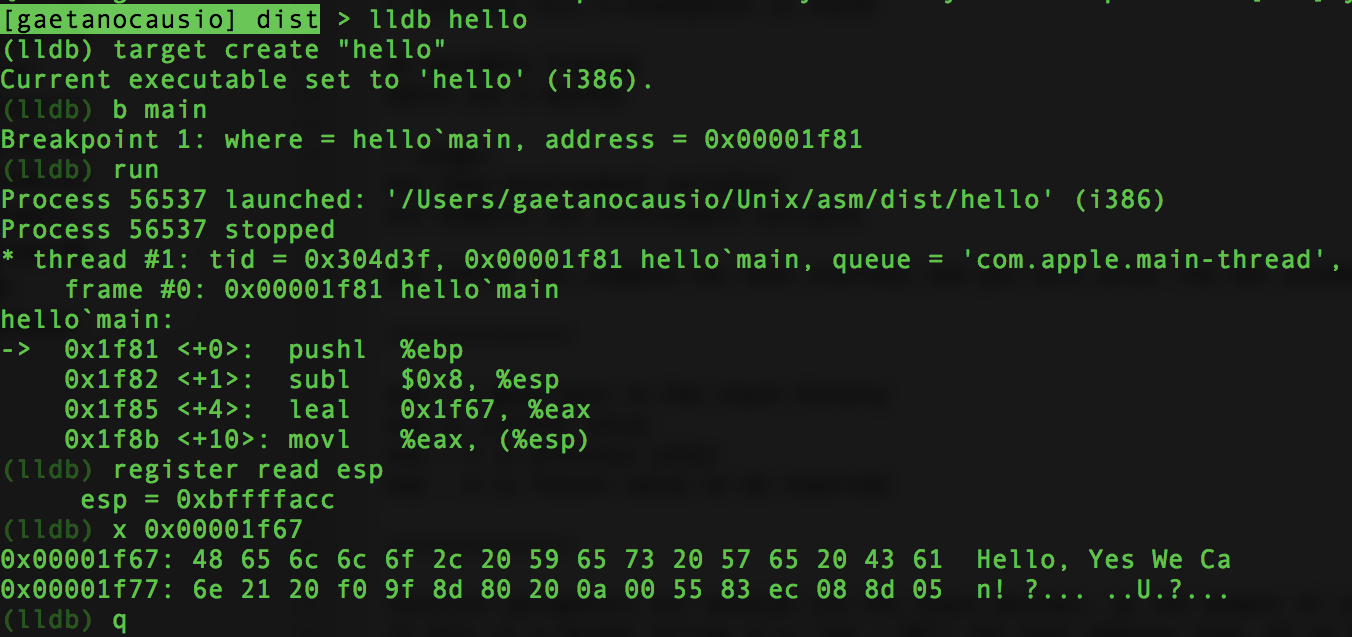 [gaetanocausio] dist > lldb hello
(lldb) target create "hello"
Current executable set to 'hello' (i386).
(lldb) b main
Breakpoint 1: where = hello`main, address = 0x00001f81
(lldb) run
Process 56537 launched: '/Users/gaetanocausio/Unix/asm/dist/hello' (i386)
Process 56537 stopped
* thread #1: tid = 0x304d3f, 0x00001f81 hello`main, queue = 'com.apple.main-thread',
    frame #0: 0x00001f81 hello`main
hello`main:
->  0x1f81 <+0>:  pushl  %ebp
    0x1f82 <+1>:  subl   $0x8, %esp
    0x1f85 <+4>:  leal   0x1f67, %eax
    0x1f8b <+10>: movl   %eax, (%esp)
(lldb) register read esp
     esp = 0xbffffacc
(lldb) x 0x00001f67
0x00001f67: 48 65 6c 6c 6f 2c 20 59 65 73 20 57 65 20 43 61  Hello, Yes We Ca
0x00001f77: 6e 21 20 f0 9f 8d 80 20 0a 00 55 83 ec 08 8d 05  n! ?... ..U.?...
(lldb) q